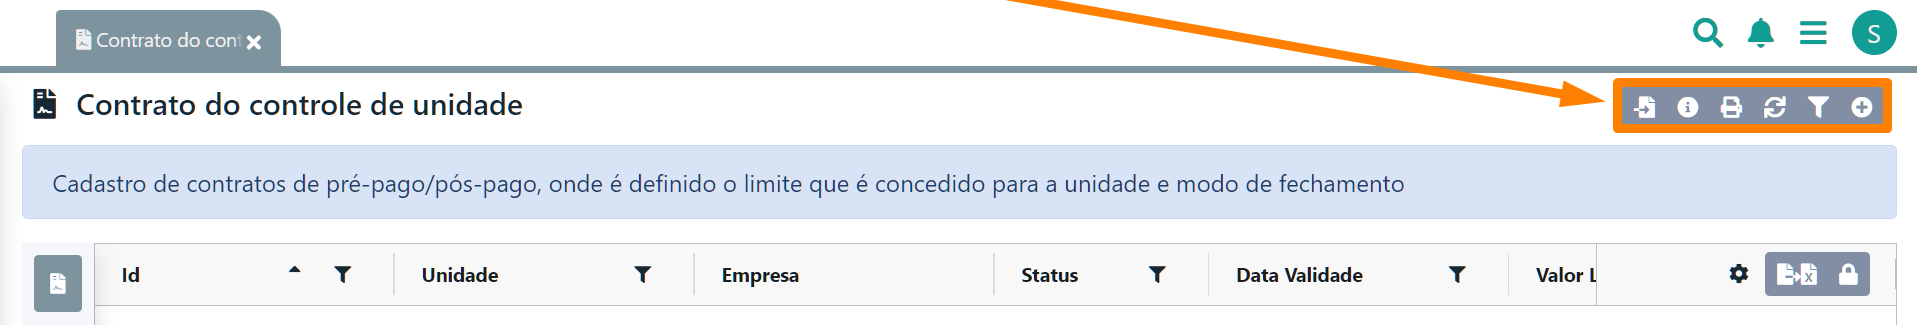 Contrato do cont
S
Contrato do controle de unidade
Cadastro de contratos de pré-pago/pós-pago, onde é definido o limite que é concedido para a unidade e modo de fechamento
Id Unidade Empresa Status Data Validade Valor L